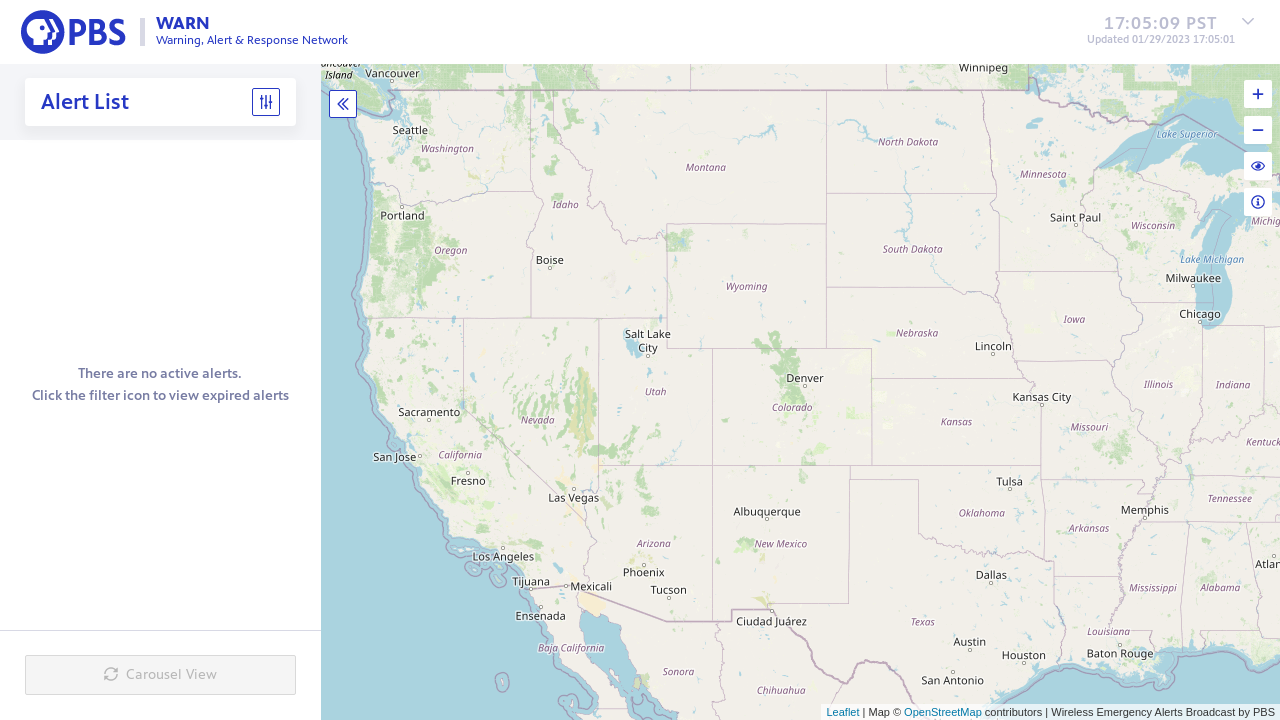 PBS
WARN
Warning, Alert & Response Network
17:05:09 PST
Updated 01/29/2023 17:05:01
Alert List
There are no active alerts.
Click the filter icon to view expired alerts
Carousel View
Vancouver
Island
Vancouver
Winnipeg
Seattle
Washington
Montana
North Dakota
Minnesota
Lake Superior
Portland
Idaho
Saint Paul
Wisconsin
Michig
Oregon
Boise
South Dakota
Lake Michigan
Wyoming
Milwaukee
Chicago
Salt Lake
City
Nebraska
Iowa
Lincoln
Denver
Utah
Colorado
Illinois
Indiana
Kansas City
Sacramento
Nevada
Kansas
Missouri
Kentuck
San Jose
California
Fresno
Las Vegas
Tulsa
Tennessee
Albuquerque
Oklahoma
Memphis
Arkansas
Los Angeles
Arizona
New Mexico
Atlan
Phoenix
Dallas
Tijuana
Mexicali
Tucson
Mississippi
Alabama
Ensenada
Ciudad Juárez
Texas
Louisiana
Baja California
Austin
Houston
Baton Rouge
Sonora
San Antonio
Chihuahua
Leaflet | Map © OpenStreetMap contributors | Wireless Emergency Alerts Broadcast by PBS